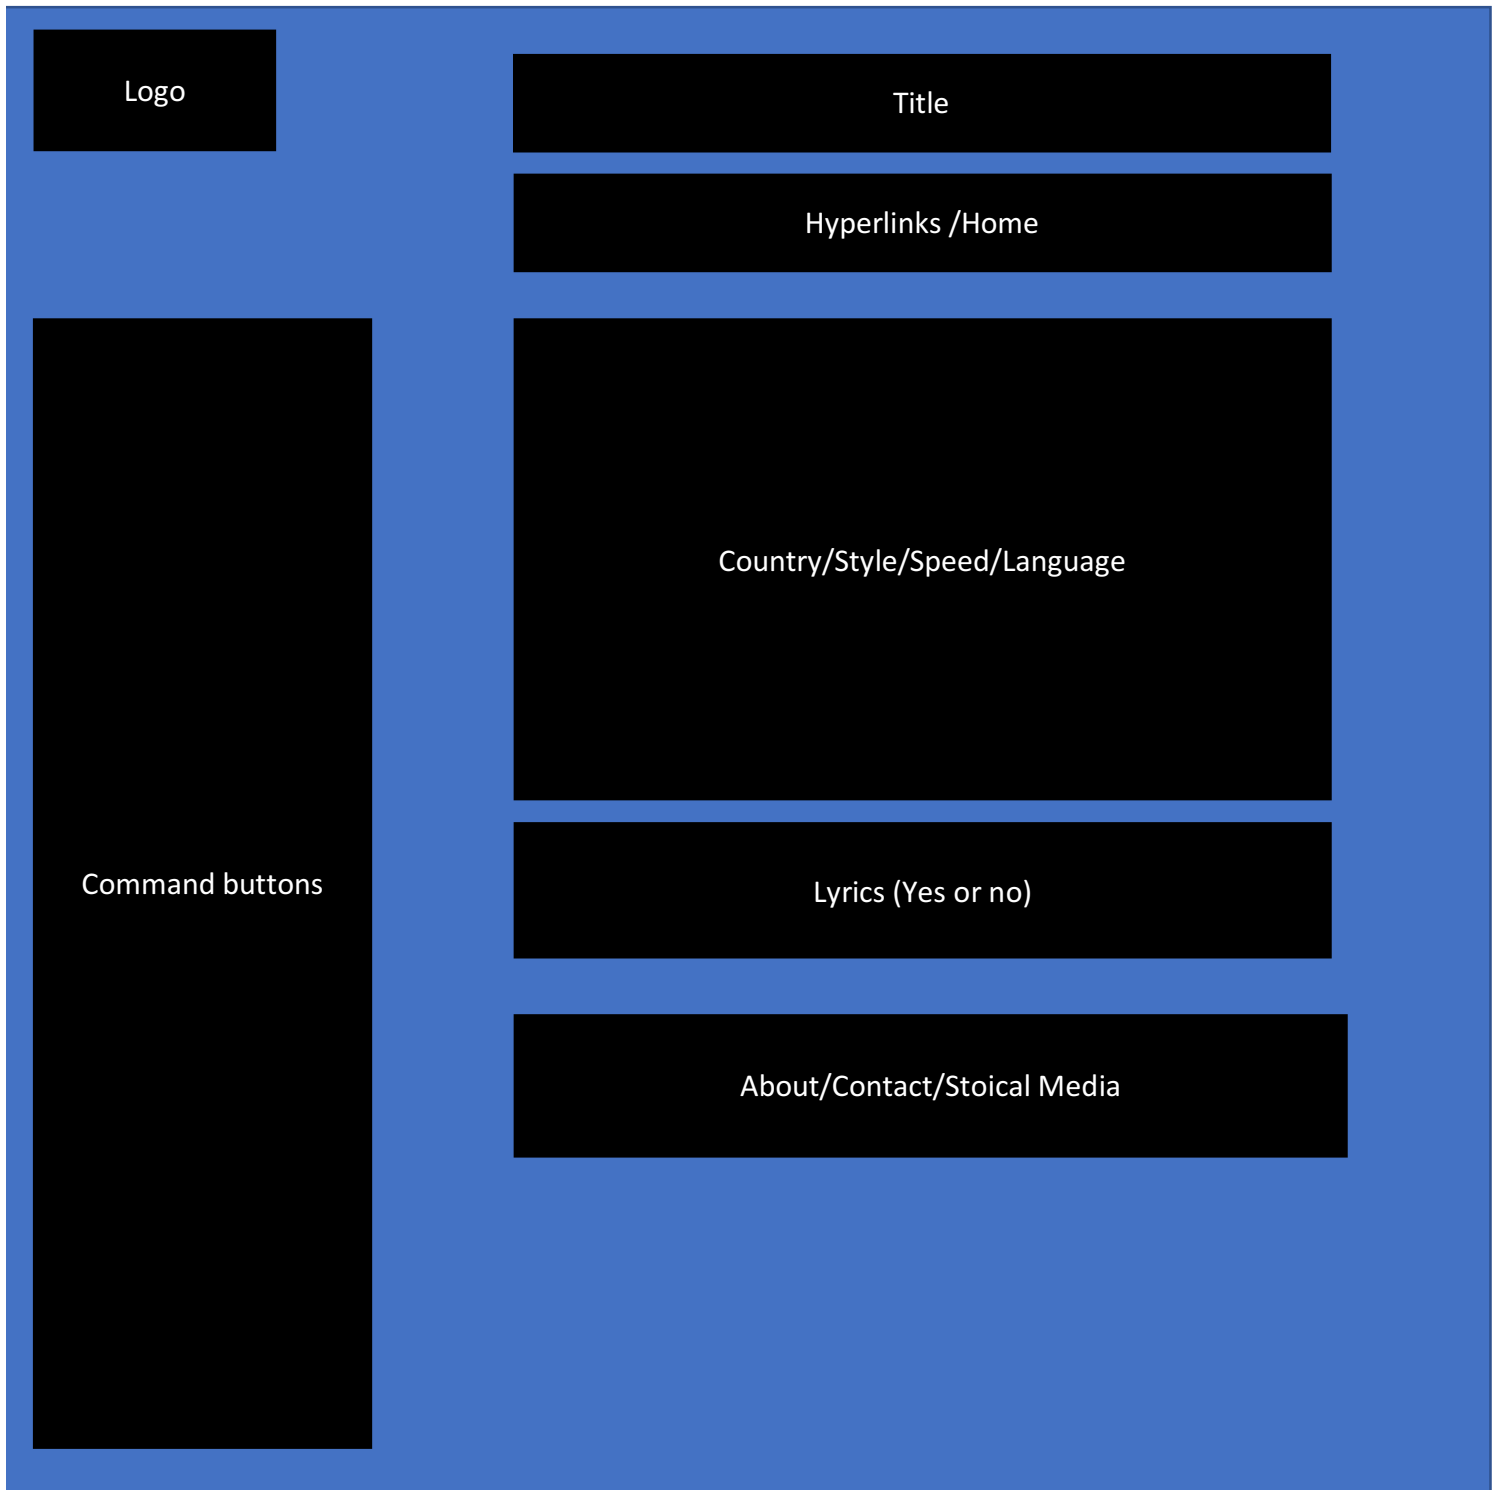 Logo
Title
Hyperlinks /Home
Country/Style/Speed/Language
Command buttons
Lyrics (Yes or no)
About/Contact/Stoical Media